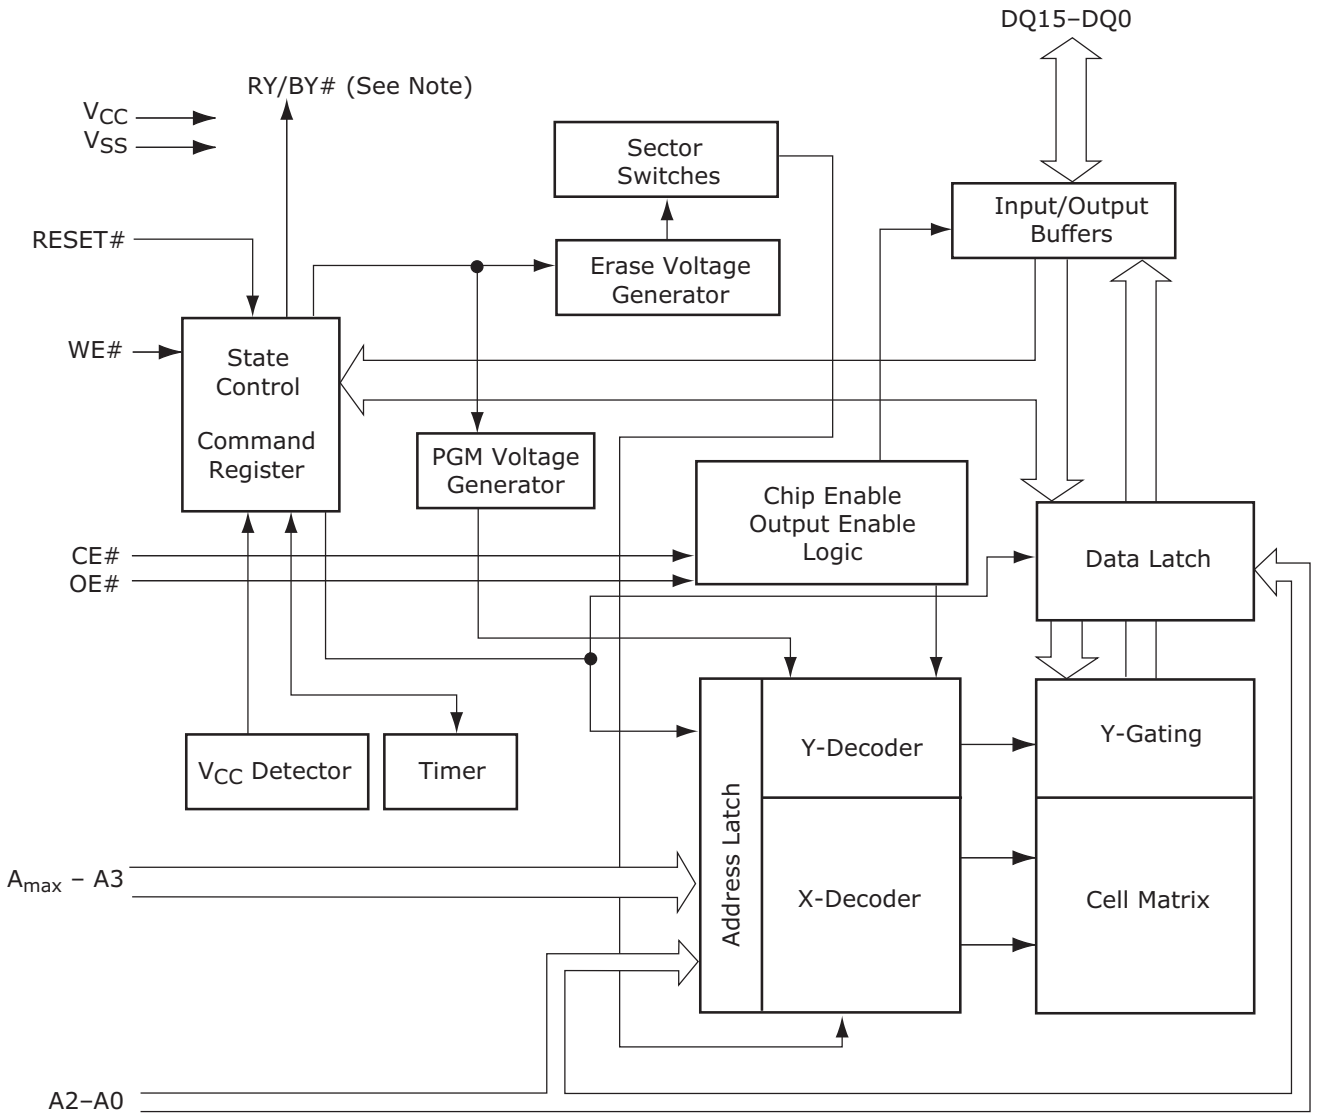 DQ15–DQ0
RY/BY# (See Note)
VCC
VSS
Sector
Switches
Input/Output
Buffers
RESET#
Erase Voltage
Generator
WE#
State
Control
Command
Register
PGM Voltage
Generator
Chip Enable
Output Enable
Logic
CE#
OE#
Data Latch
VCC Detector
Timer
Y-Decoder
Y-Gating
Address Latch
Amax – A3
X-Decoder
Cell Matrix
A2–A0